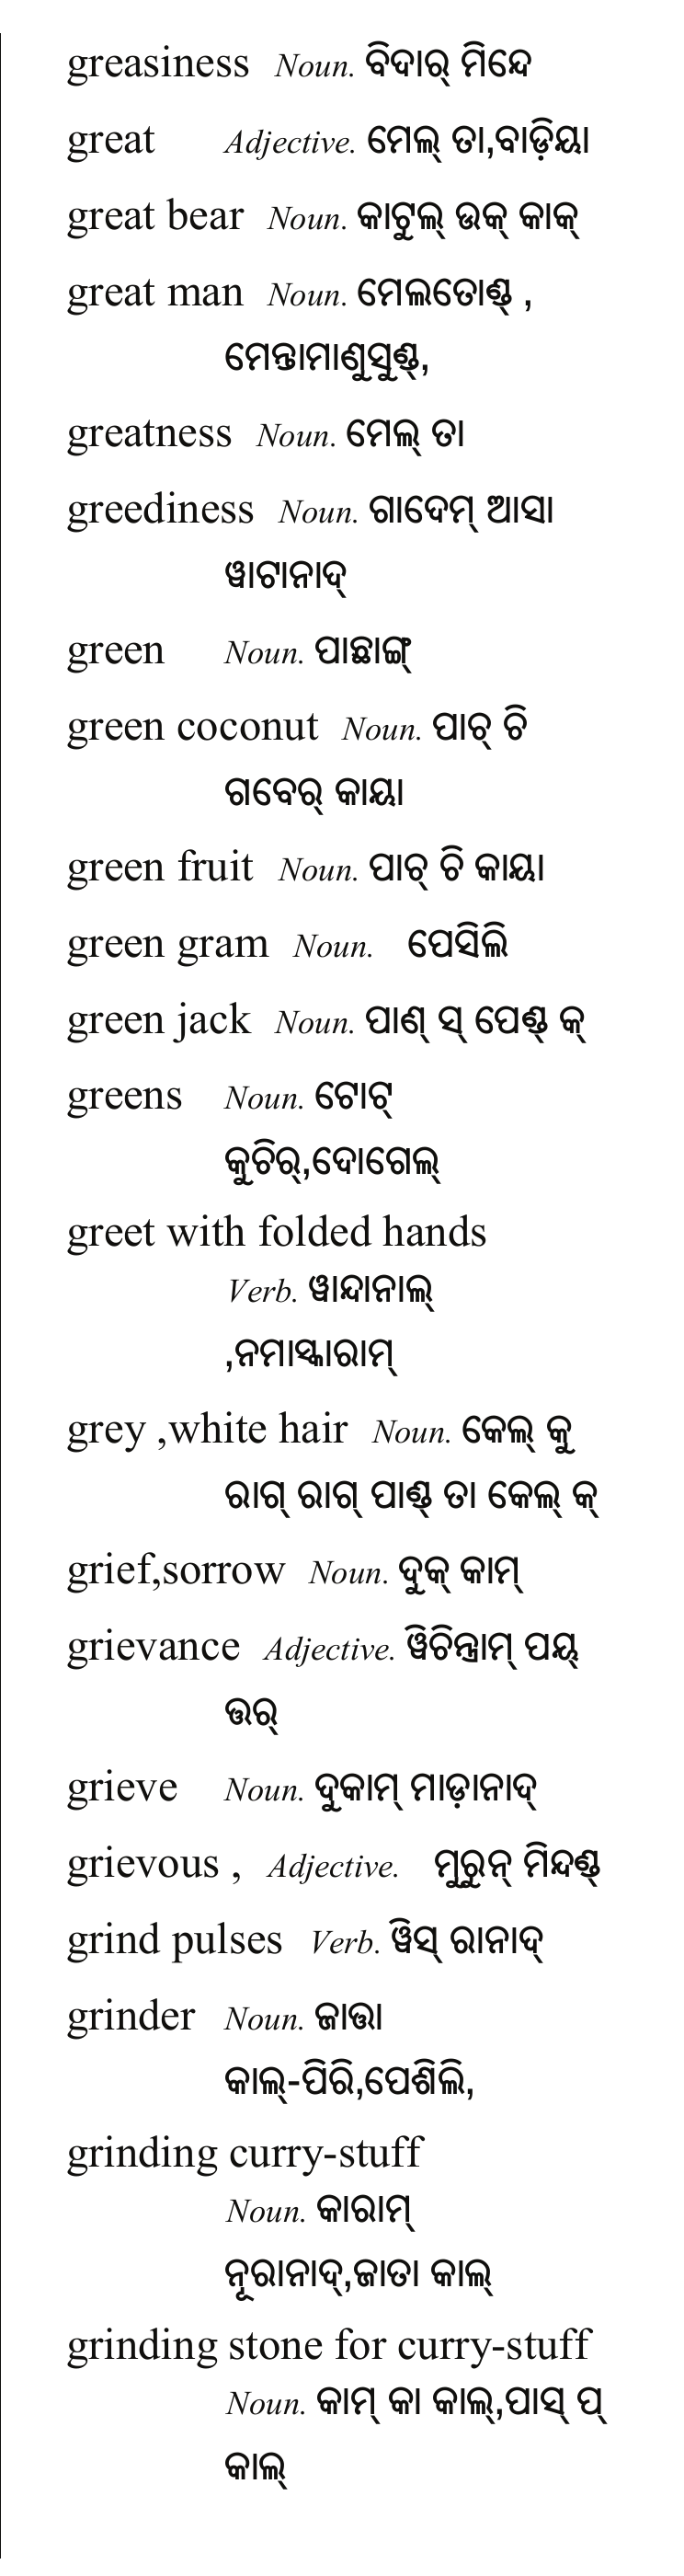 greasiness Noun. ବିଦାର୍ ମିନ୍ଦେ
great Adjective. ମେଲ୍ ତା,ବାଡ଼ିୟା
great bear Noun. କାଟୁଲ୍ ଉକ୍ କାକ୍
great man Noun. ମେଲତୋଣ୍ଡ୍ ,
ମେନ୍ତାମାଣୁସୁଣ୍ଡ୍,
greatness Noun. ମେଲ୍ ତା
greediness Noun. ଗାଦେମ୍ ଆସା
ୱାଟାନାଦ୍
green Noun. ପାଛାଙ୍ଗ୍
green coconut Noun. ପାଚ୍ ଚି
ଗବେର୍ କାୟା
green fruit Noun. ପାଚ୍ ଚି କାୟା
green gram Noun. ପେସିଲି
green jack Noun. ପାଣ୍ ସ୍ ପେଣ୍ଡ୍ କ୍
greens Noun. ଟୋଟ୍
କୁଚିର୍,ଦୋଗେଲ୍
greet with folded hands
Verb. ୱାନ୍ଦାନାଲ୍
,ନମାସ୍କାରାମ୍
grey ,white hair Noun. କେଲ୍ କୁ
ରାଗ୍ ରାଗ୍ ପାଣ୍ଡ୍ ତା କେଲ୍ କ୍
grief,sorrow Noun. ଦୁକ୍ କାମ୍
grievance Adjective. ୱିଚିନ୍ତ୍ରାମ୍ ପୟ୍
ଉର୍
grieve Noun. ଦୁକାମ୍ ମାଡ଼ାନାଦ୍
grievous , Adjective. ମୁରୁନ୍ ମିନ୍ଦଣ୍ଡ୍
grind pulses Verb. ୱିସ୍ ରାନାଦ୍
grinder Noun. ଜାତ୍ତା
କାଲ୍-ପିରି,ପେଶିଲି,
grinding curry-stuff
Noun. କାରାମ୍
ନୂରାନାଦ୍,ଜାତା କାଲ୍
grinding stone for curry-stuff
Noun. କାମ୍ କା କାଲ୍,ପାସ୍ ପ୍
କାଲ୍